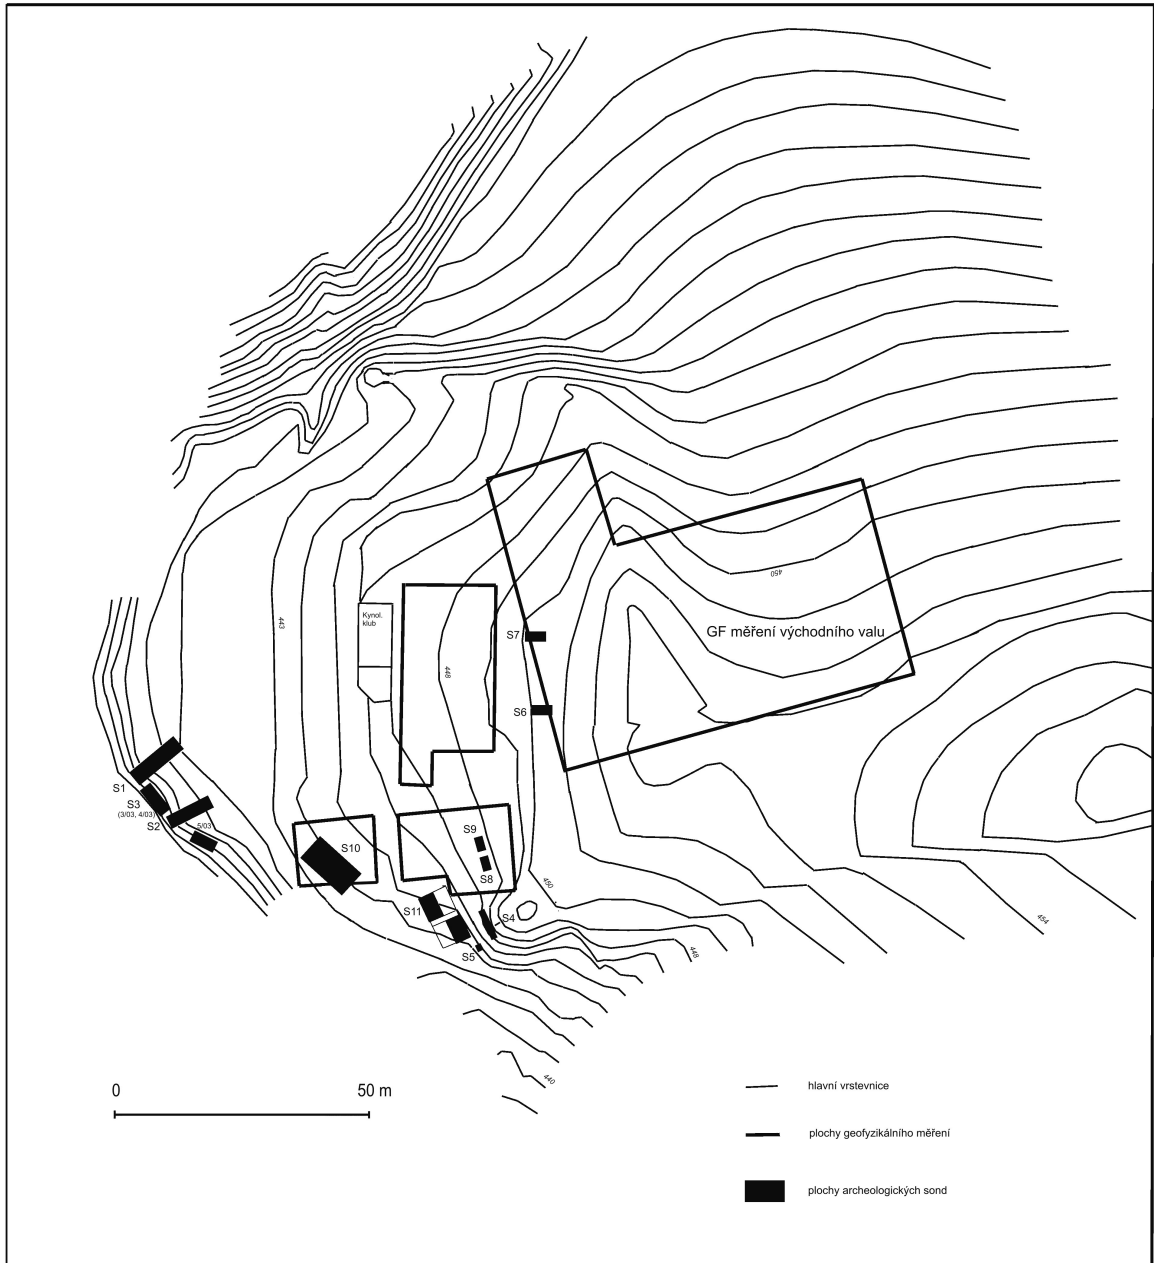 450
443
Kynol.
klub
GF měření východního valu
S7
448
S6
S1
S3
(3/03, 4/03)
S2
5/03
S9
S10
S8
450
S11
S4
454
S5
448
440
0
50 m
hlavní vrstevnice
plochy geofyzikálního měření
plochy archeologických sond